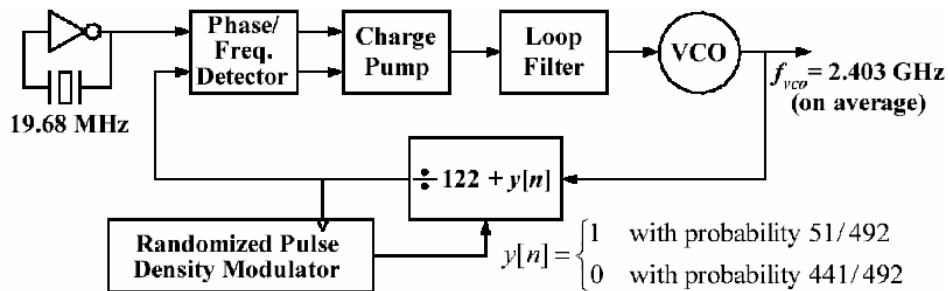 Phase/
Freq.
Detector
Charge
Pump
Loop
Filter
VCO
f_vco = 2.403 GHz
(on average)
19.68 MHz
÷ 122 + y[n]
Randomized Pulse
Density Modulator
y[n] = { 1 with probability 51/492
0 with probability 441/492